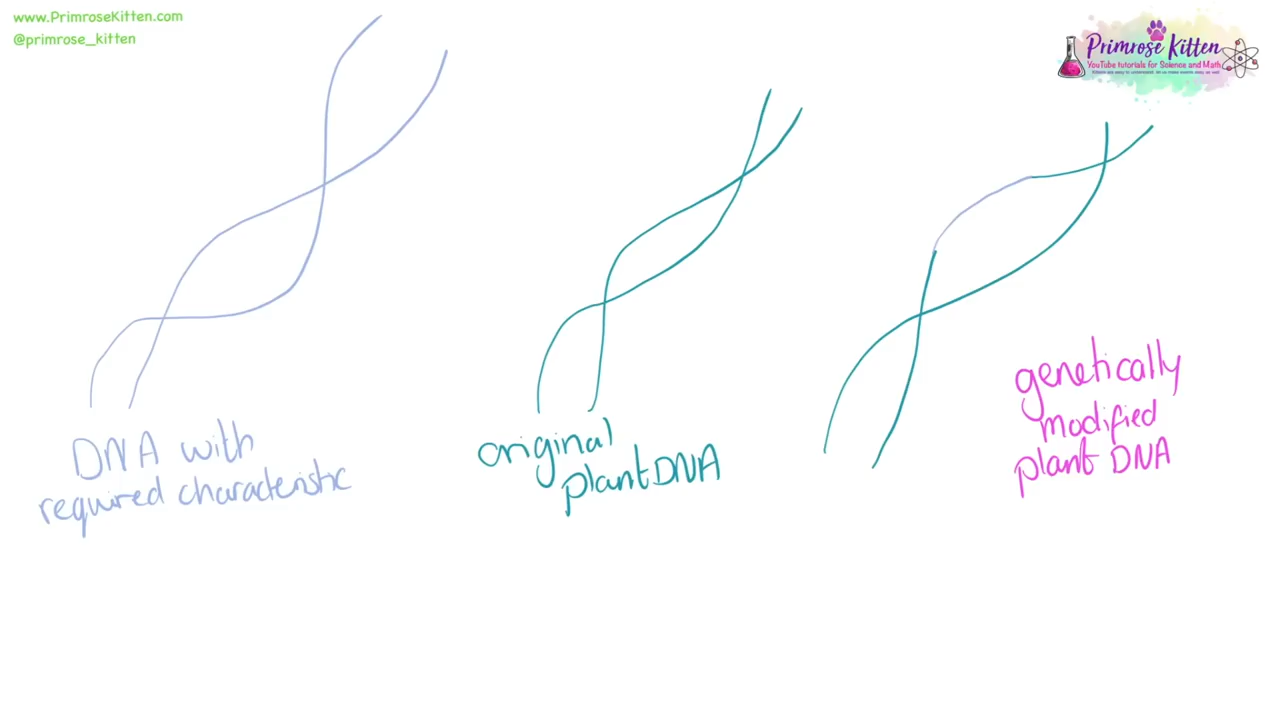 www.PrimroseKitten.com
@primrose_kitten
Primrose Kitten
YouTube tutorials for Science and Math
DNA with
required characteristic
original
plant DNA
genetically
modified
plant DNA